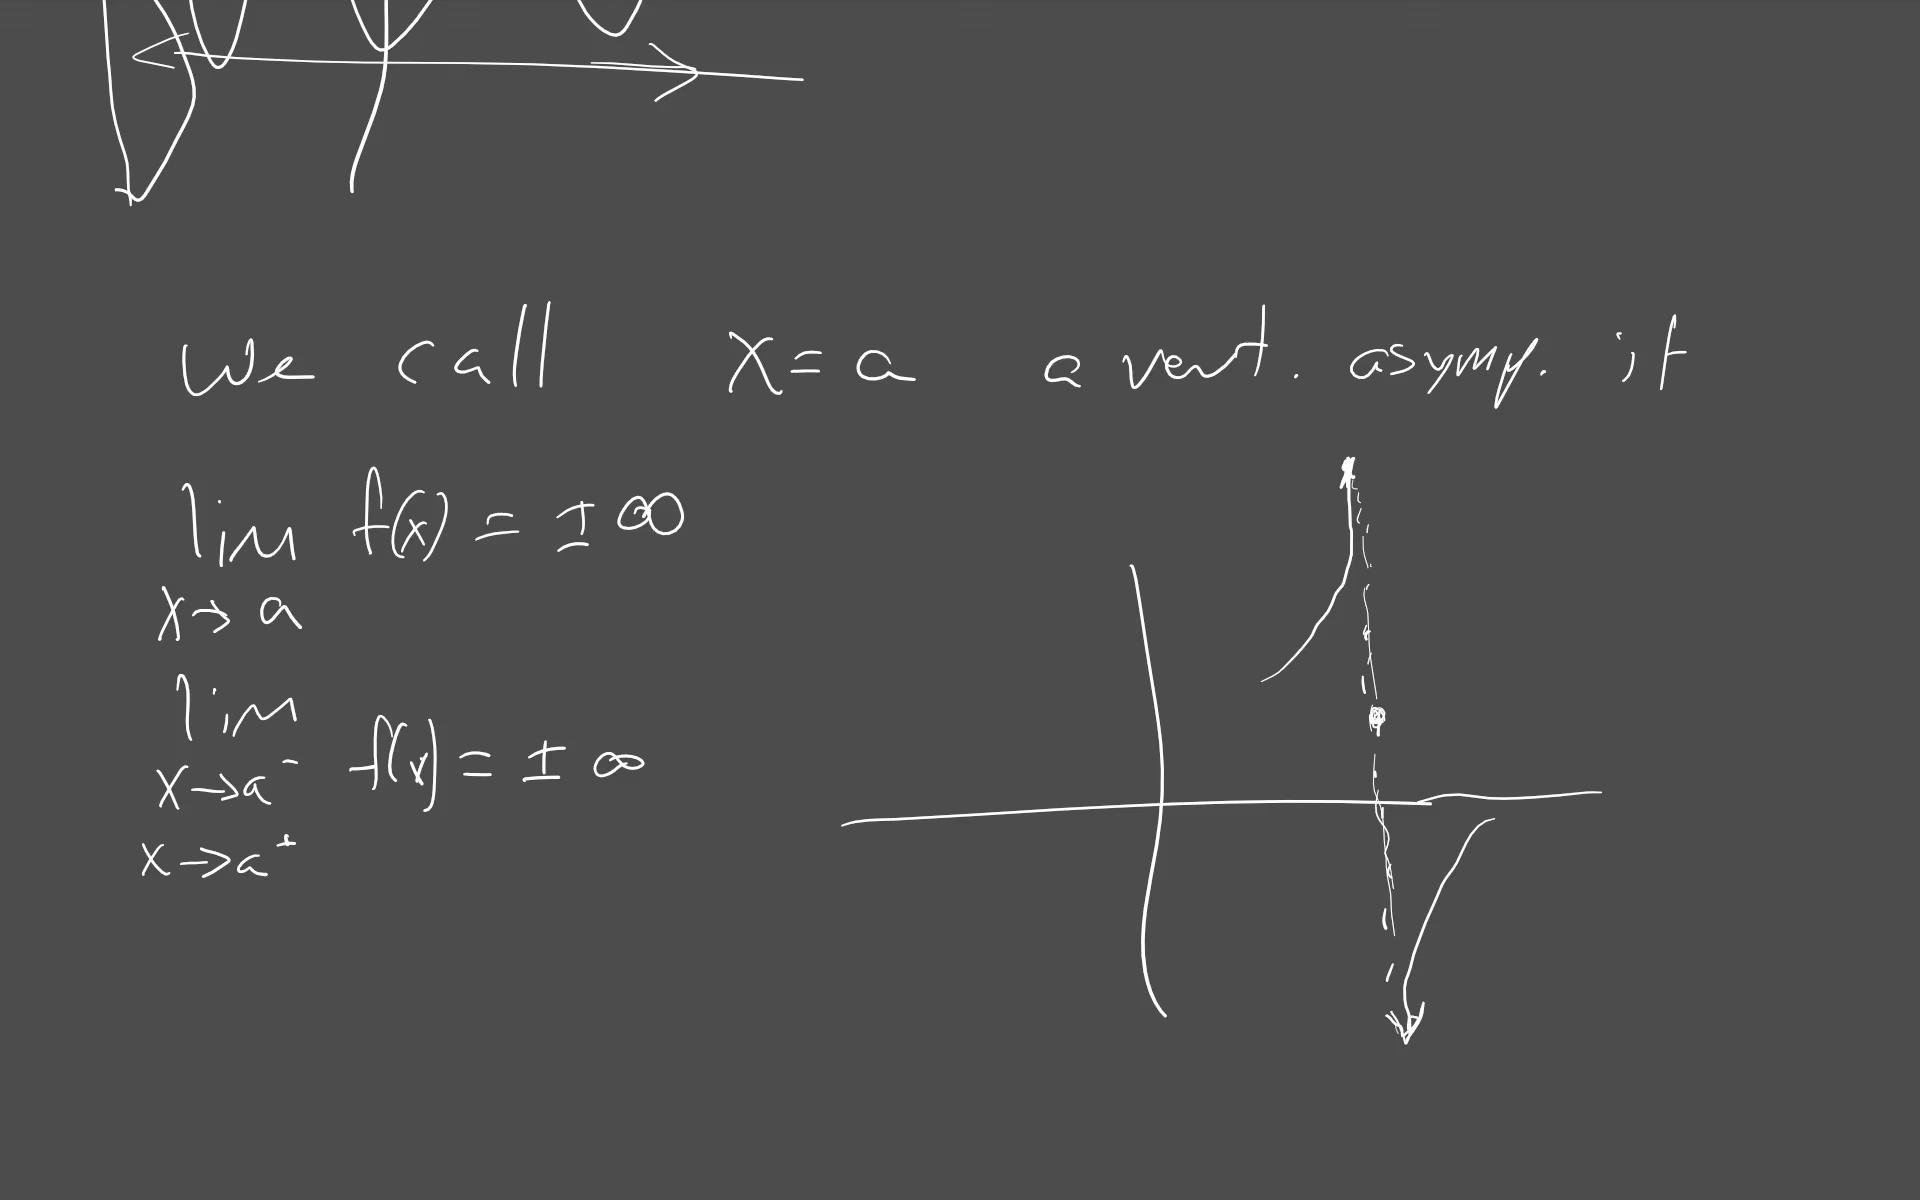 We call x = a a vert. asymp. if
lim f(x) = ± ∞
x → a
lim
x → a⁻ f(x) = ± ∞
x → a⁺